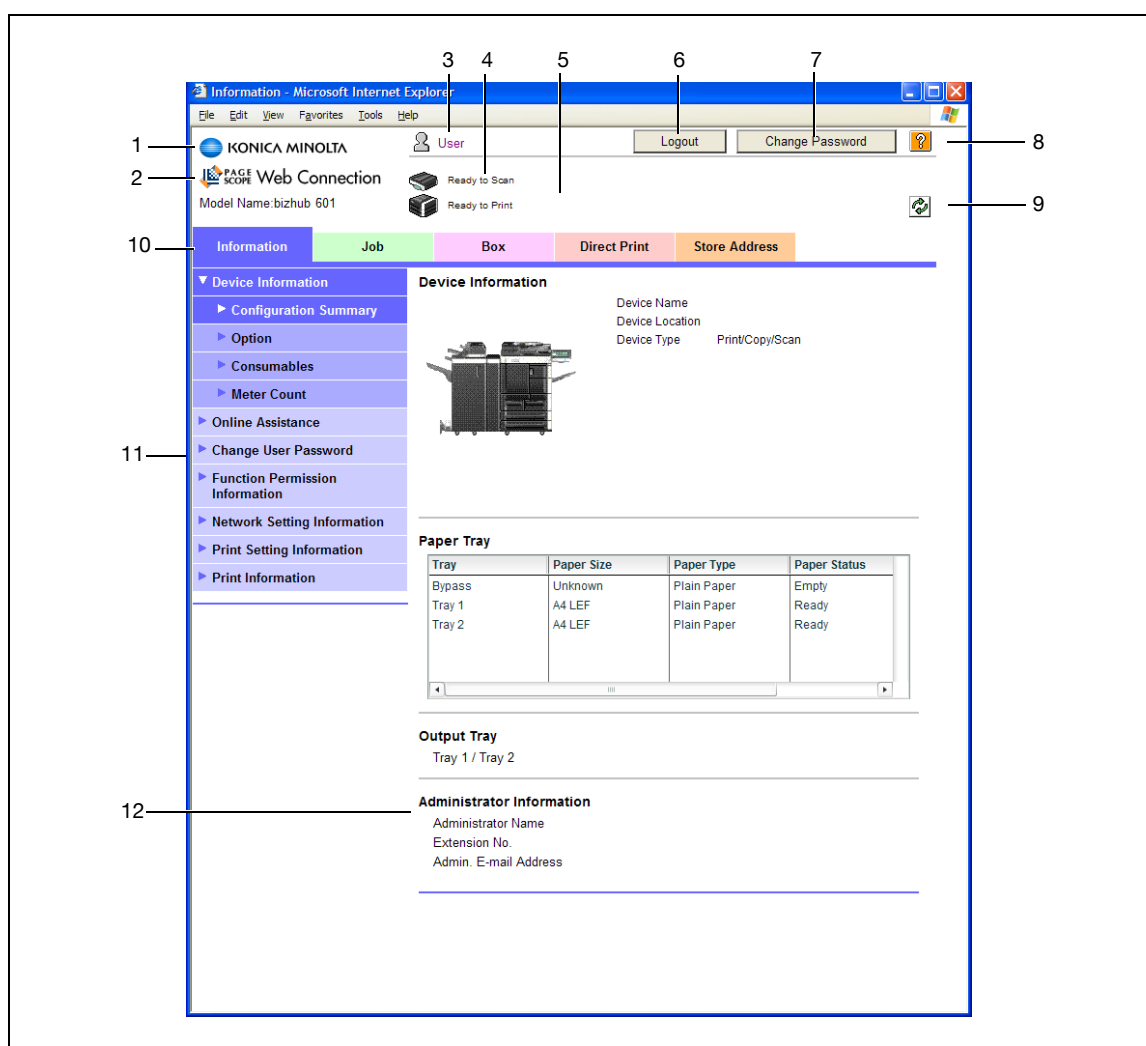 3 4 5 6 7
Information - Microsoft Internet Explorer
File Edit View Favorites Tools Help
1 KONICA MINOLTA User Logout Change Password 8
2 PAGE SCOPE Web Connection Ready to Scan
Model Name:bizhub 601 Ready to Print 9
10 Information Job Box Direct Print Store Address
Device Information
Configuration Summary
Option
Consumables
Meter Count
Online Assistance
11 Change User Password
Function Permission
Information
Network Setting Information
Print Setting Information
Print Information
Device Information
Device Name
Device Location
Device Type Print/Copy/Scan
Paper Tray
Tray Paper Size Paper Type Paper Status
Bypass Unknown Plain Paper Empty
Tray 1 A4 LEF Plain Paper Ready
Tray 2 A4 LEF Plain Paper Ready
Output Tray
Tray 1 / Tray 2
12 Administrator Information
Administrator Name
Extension No.
Admin. E-mail Address